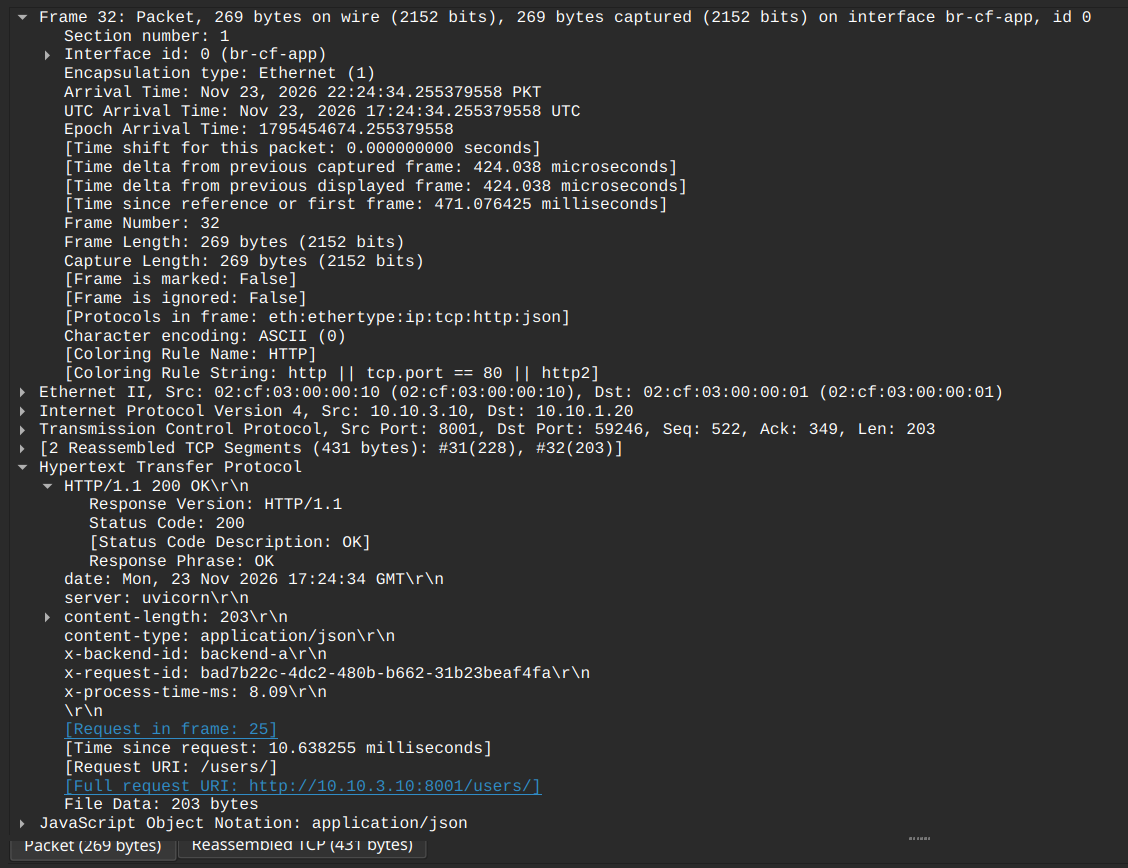 Frame 32: Packet, 269 bytes on wire (2152 bits), 269 bytes captured (2152 bits) on interface br-cf-app, id 0
Section number: 1
Interface id: 0 (br-cf-app)
Encapsulation type: Ethernet (1)
Arrival Time: Nov 23, 2026 22:24:34.255379558 PKT
UTC Arrival Time: Nov 23, 2026 17:24:34.255379558 UTC
Epoch Arrival Time: 1795454674.255379558
[Time shift for this packet: 0.000000000 seconds]
[Time delta from previous captured frame: 424.038 microseconds]
[Time delta from previous displayed frame: 424.038 microseconds]
[Time since reference or first frame: 471.076425 milliseconds]
Frame Number: 32
Frame Length: 269 bytes (2152 bits)
Capture Length: 269 bytes (2152 bits)
[Frame is marked: False]
[Frame is ignored: False]
[Protocols in frame: eth:ethertype:ip:tcp:http:json]
Character encoding: ASCII (0)
[Coloring Rule Name: HTTP]
[Coloring Rule String: http || tcp.port == 80 || http2]
Ethernet II, Src: 02:cf:03:00:00:10 (02:cf:03:00:00:10), Dst: 02:cf:03:00:00:01 (02:cf:03:00:00:01)
Internet Protocol Version 4, Src: 10.10.3.10, Dst: 10.10.1.20
Transmission Control Protocol, Src Port: 8001, Dst Port: 59246, Seq: 522, Ack: 349, Len: 203
[2 Reassembled TCP Segments (431 bytes): #31(228), #32(203)]
Hypertext Transfer Protocol
HTTP/1.1 200 OK\r\n
Response Version: HTTP/1.1
Status Code: 200
[Status Code Description: OK]
Response Phrase: OK
date: Mon, 23 Nov 2026 17:24:34 GMT\r\n
server: uvicorn\r\n
content-length: 203\r\n
content-type: application/json\r\n
x-backend-id: backend-a\r\n
x-request-id: bad7b22c-4dc2-480b-b662-31b23beaf4fa\r\n
x-process-time-ms: 8.09\r\n
\r\n
[Request in frame: 25]
[Time since request: 10.638255 milliseconds]
[Request URI: /users/]
[Full request URI: http://10.10.3.10:8001/users/]
File Data: 203 bytes
JavaScript Object Notation: application/json
Packet (269 bytes) Reassembled TCP (431 bytes)